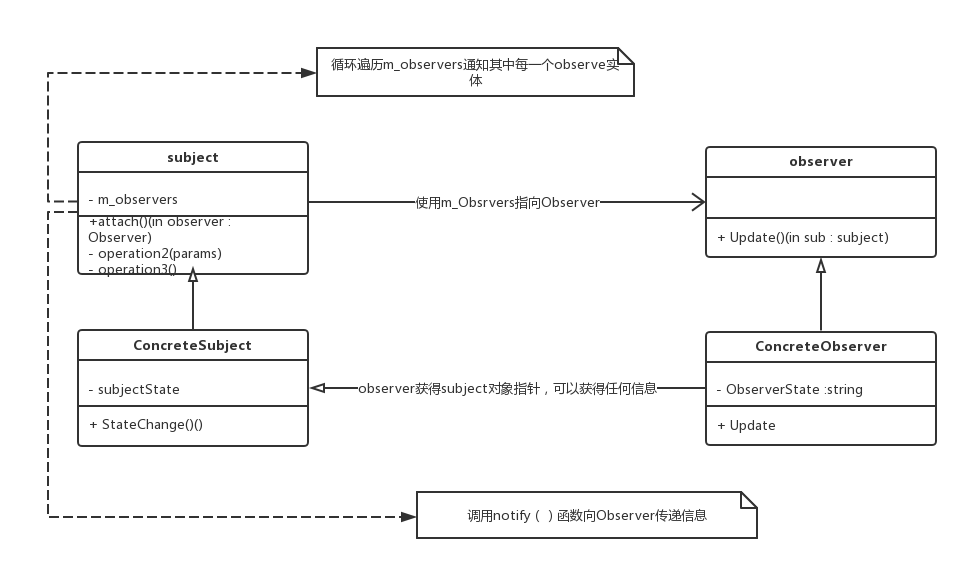 循环遍历m_observers通知其中每一个observe实
体
subject
- m_observers
+attach()(in observer :
Observer)
- operation2(params)
- operation3()
使用m_Obsrvers指向Observer
observer
+ Update()(in sub : subject)
ConcreteSubject
- subjectState
+ StateChange()()
observer获得subject对象指针，可以获得任何信息
ConcreteObserver
- ObserverState :string
+ Update
调用notify（ ）函数向Observer传递信息